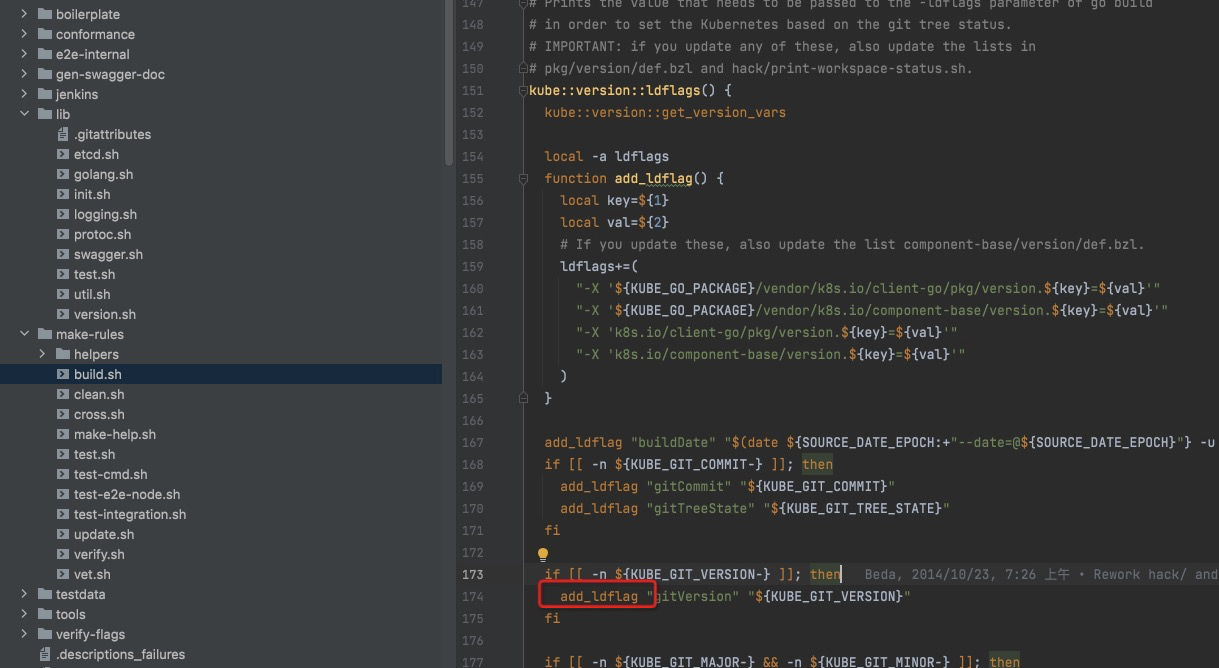 boilerplate
conformance
e2e-internal
gen-swagger-doc
jenkins
lib
.gitattributes
etcd.sh
golang.sh
init.sh
logging.sh
protoc.sh
swagger.sh
test.sh
util.sh
version.sh
make-rules
helpers
build.sh
clean.sh
cross.sh
make-help.sh
test.sh
test-cmd.sh
test-e2e-node.sh
test-integration.sh
update.sh
verify.sh
vet.sh
testdata
tools
verify-flags
.descriptions_failures
147 # Prints the value that needs to be passed to the -ldflags parameter of go build
148 # in order to set the Kubernetes based on the git tree status.
149 # IMPORTANT: if you update any of these, also update the lists in
150 # pkg/version/def.bzl and hack/print-workspace-status.sh.
151 kube::version::ldflags() {
152 kube::version::get_version_vars
153
154 local -a ldflags
155 function add_ldflag() {
156 local key=${1}
157 local val=${2}
158 # If you update these, also update the list component-base/version/def.bzl.
159 ldflags+=(
160 "-X '${KUBE_GO_PACKAGE}/vendor/k8s.io/client-go/pkg/version.${key}=${val}'"
161 "-X '${KUBE_GO_PACKAGE}/vendor/k8s.io/component-base/version.${key}=${val}'"
162 "-X 'k8s.io/client-go/pkg/version.${key}=${val}'"
163 "-X 'k8s.io/component-base/version.${key}=${val}'"
164 )
165 }
166
167 add_ldflag "buildDate" "$(date ${SOURCE_DATE_EPOCH:+"--date=@${SOURCE_DATE_EPOCH}"} -u
168 if [[ -n ${KUBE_GIT_COMMIT-} ]]; then
169 add_ldflag "gitCommit" "${KUBE_GIT_COMMIT}"
170 add_ldflag "gitTreeState" "${KUBE_GIT_TREE_STATE}"
171 fi
172
173 if [[ -n ${KUBE_GIT_VERSION-} ]]; then Beda, 2014/10/23, 7:26 上午 • Rework hack/ and
174 add_ldflag "gitVersion" "${KUBE_GIT_VERSION}"
175 fi
176
177 if [[ -n ${KUBE_GIT_MAJOR-} && -n ${KUBE_GIT_MINOR-} ]]; then